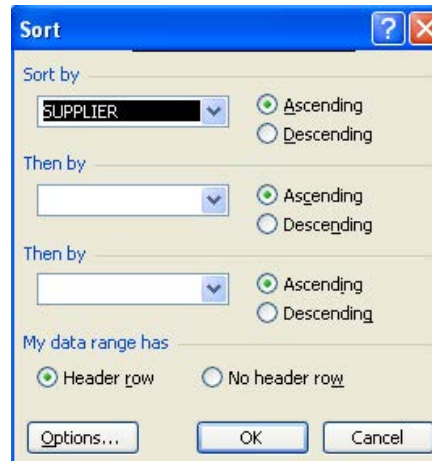 Sort
Sort by
SUPPLIER
Ascending
Descending
Then by
Ascending
Descending
Then by
Ascending
Descending
My data range has
Header row
No header row
Options...
OK
Cancel